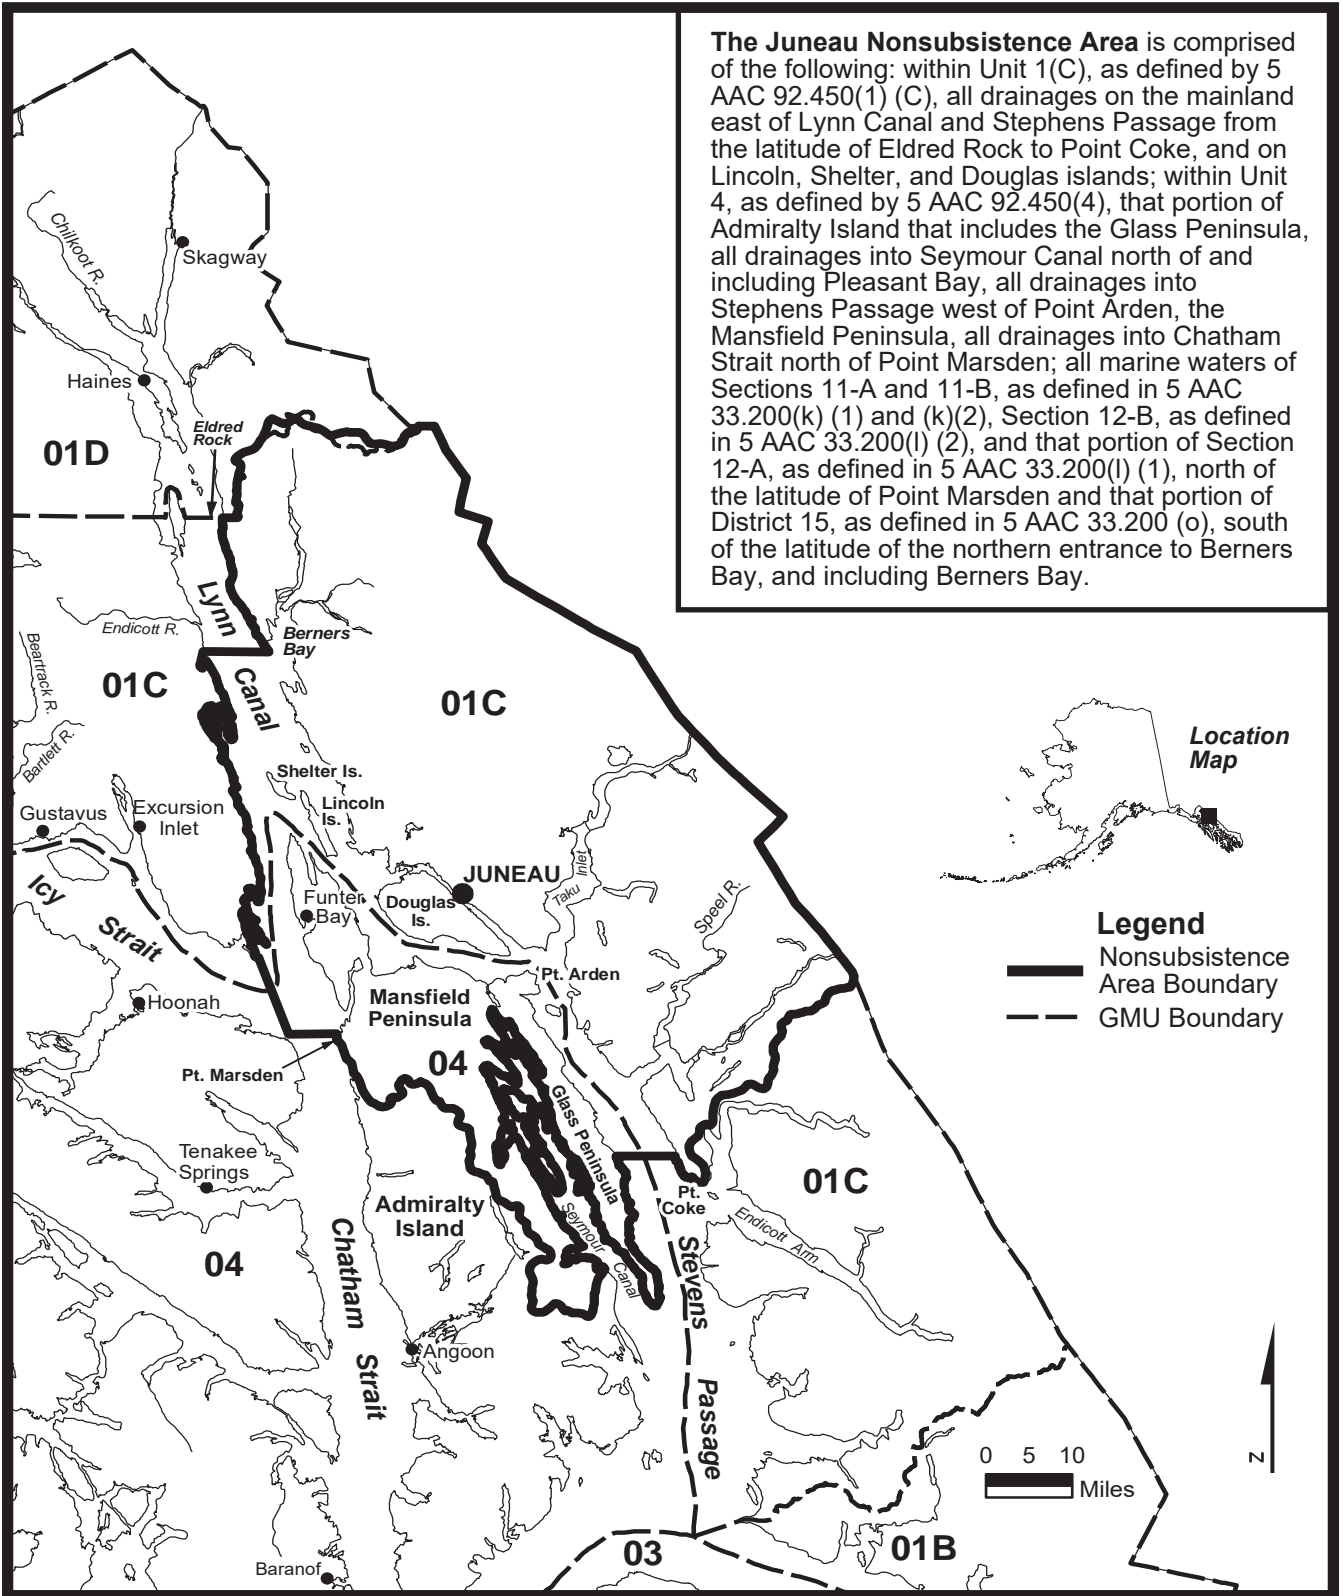 The Juneau Nonsubsistence Area is comprised
of the following: within Unit 1(C), as defined by 5
AAC 92.450(1) (C), all drainages on the mainland
east of Lynn Canal and Stephens Passage from
the latitude of Eldred Rock to Point Coke, and on
Lincoln, Shelter, and Douglas islands; within Unit
4, as defined by 5 AAC 92.450(4), that portion of
Admiralty Island that includes the Glass Peninsula,
all drainages into Seymour Canal north of and
including Pleasant Bay, all drainages into
Stephens Passage west of Point Arden, the
Mansfield Peninsula, all drainages into Chatham
Strait north of Point Marsden; all marine waters of
Sections 11-A and 11-B, as defined in 5 AAC
33.200(k) (1) and (k)(2), Section 12-B, as defined
in 5 AAC 33.200(l) (2), and that portion of Section
12-A, as defined in 5 AAC 33.200(l) (1), north of
the latitude of Point Marsden and that portion of
District 15, as defined in 5 AAC 33.200 (o), south
of the latitude of the northern entrance to Berners
Bay, and including Berners Bay.
Chilkoot R.
Skagway
Haines
Eldred
Rock
01D
Lynn
Canal
Endicott R.
Berners
Bay
Beartrack R.
01C
01C
Bartlett R.
Location
Map
Shelter Is.
Lincoln
Is.
Gustavus
Excursion
Inlet
JUNEAU
Taku Inlet
Speel R.
Funter
Bay
Douglas
Is.
Icy
Strait
Legend
Nonsubsistence
Area Boundary
GMU Boundary
Pt. Arden
Hoonah
Mansfield
Peninsula
04
Pt. Marsden
Glass Peninsula
Tenakee
Springs
Admiralty
Island
Seymour
Canal
Pt.
Coke
01C
Endicott Arm
04
Chatham
Strait
Stevens
Passage
Angoon
0 5 10
Miles
N
01B
03
Baranof